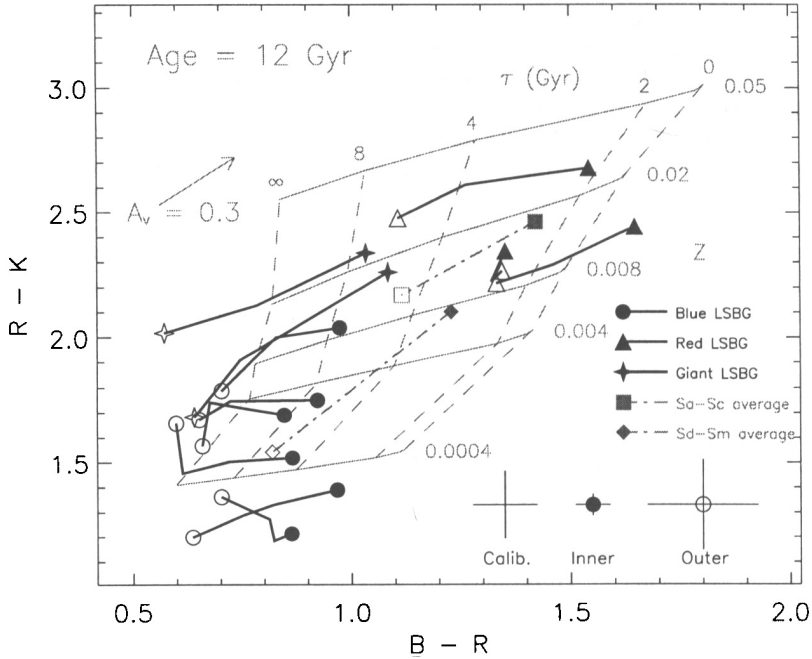 Age = 12 Gyr
τ (Gyr)
0
2
4
8
∞
0.05
0.02
0.008
0.004
0.0004
A_v = 0.3
Z
Blue LSBG
Red LSBG
Giant LSBG
Sa-Sc average
Sd-Sm average
Calib.
Inner
Outer
3.0
2.5
2.0
1.5
R - K
0.5
1.0
1.5
2.0
B - R